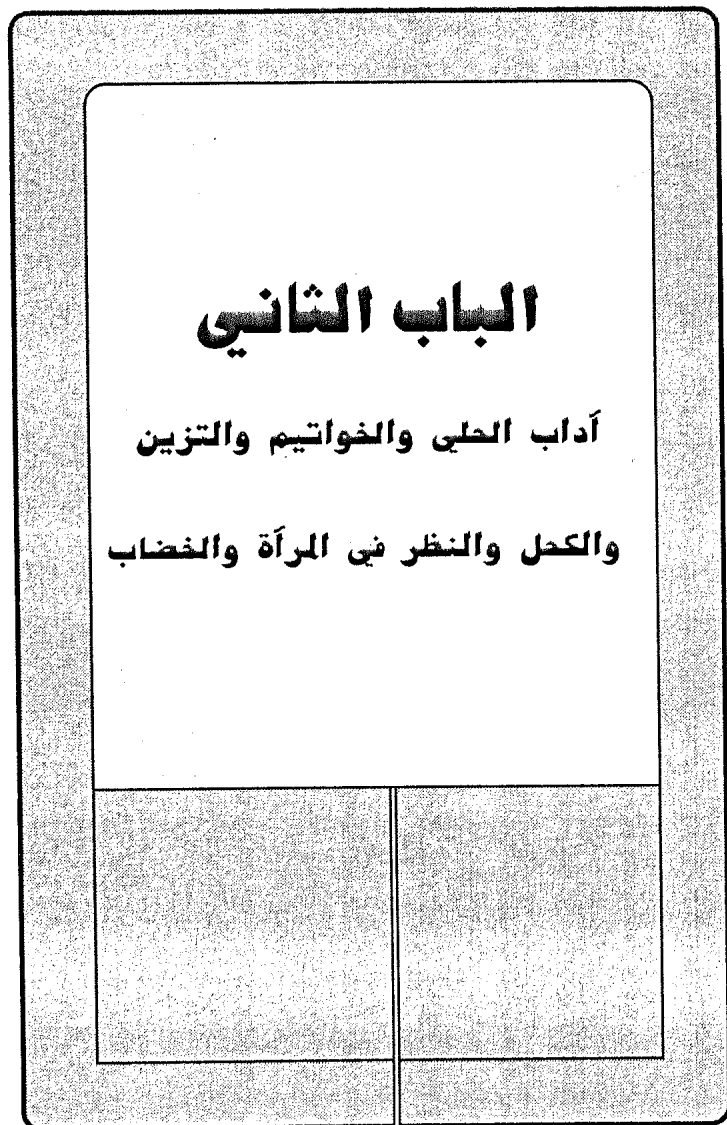 الباب الثاني
آداب الحلي والخواتيم والتزين
والكحل والنظر في المرآة والخضاب